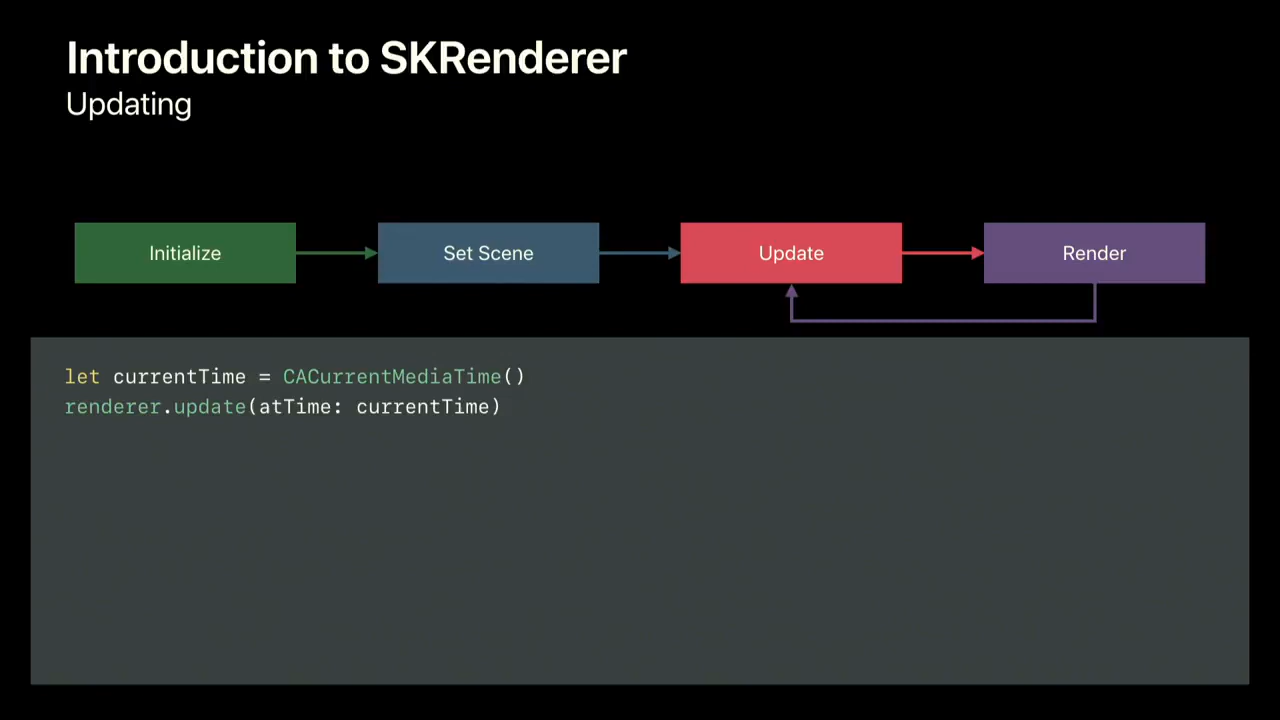 Introduction to SKRenderer
Updating
Initialize
Set Scene
Update
Render
let currentTime = CACurrentMediaTime()
renderer.update(atTime: currentTime)